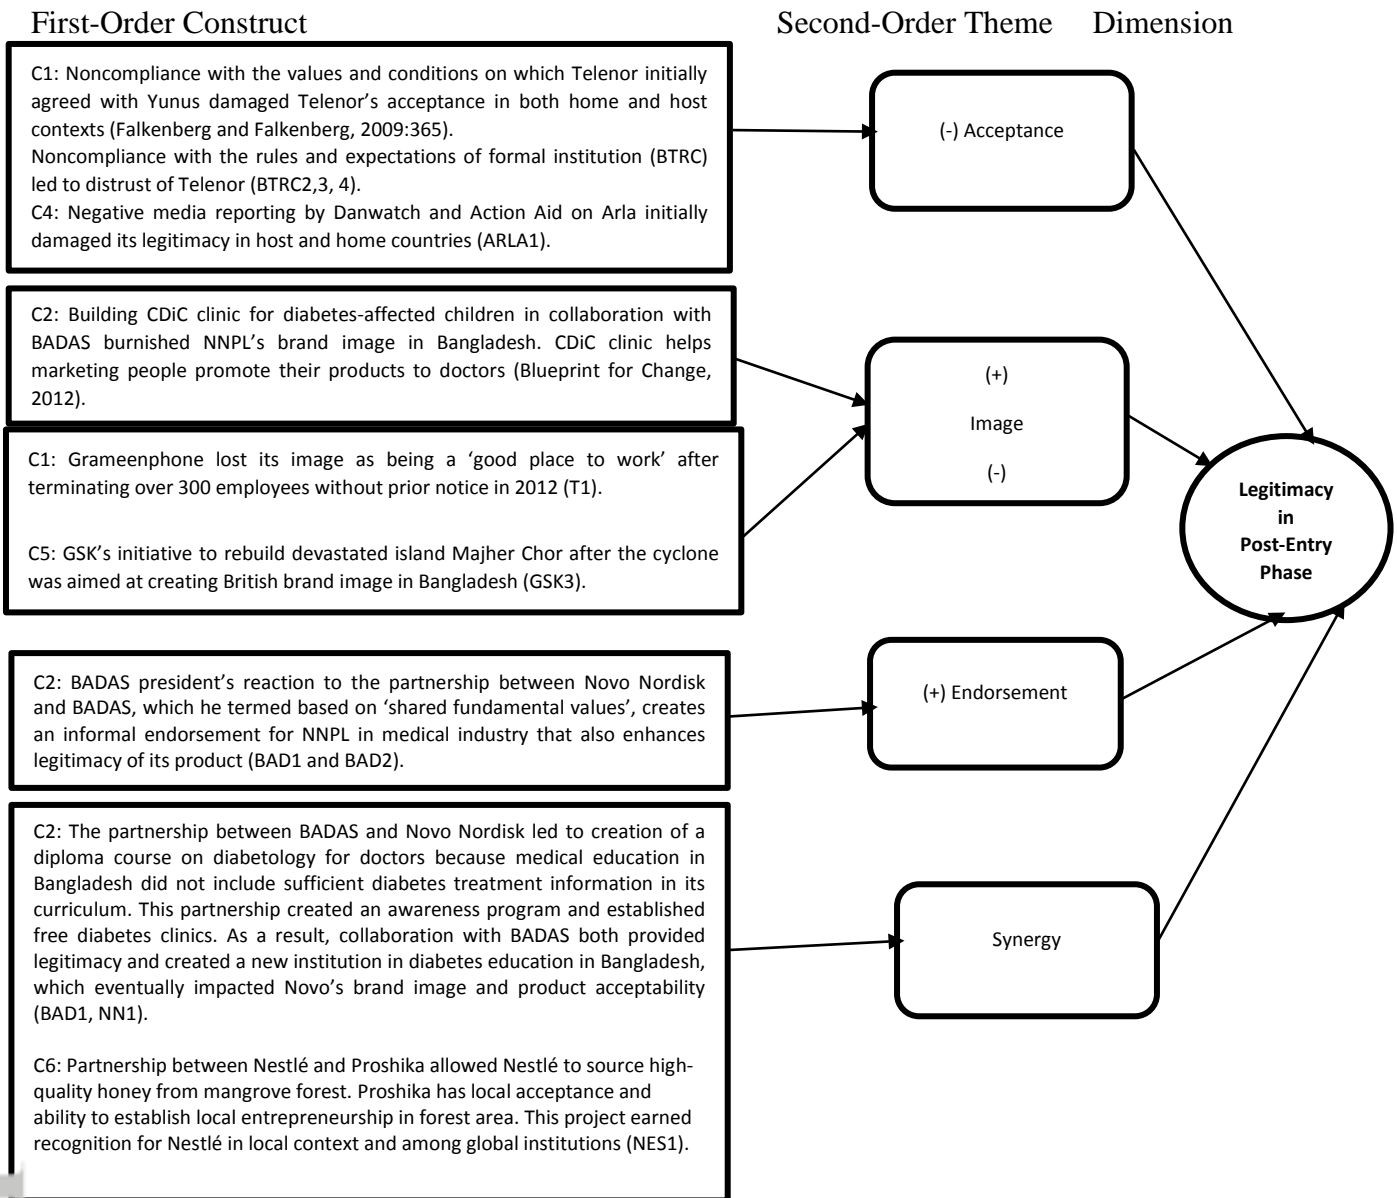 First-Order Construct
Second-Order Theme
Dimension
C1: Noncompliance with the values and conditions on which Telenor initially
agreed with Yunus damaged Telenor's acceptance in both home and host
contexts (Falkenberg and Falkenberg, 2009:365).
Noncompliance with the rules and expectations of formal institution (BTRC)
led to distrust of Telenor (BTRC2,3, 4).
C4: Negative media reporting by Danwatch and Action Aid on Arla initially
damaged its legitimacy in host and home countries (ARLA1).
(-) Acceptance
C2: Building CDiC clinic for diabetes-affected children in collaboration with
BADAS burnished NNPL's brand image in Bangladesh. CDiC clinic helps
marketing people promote their products to doctors (Blueprint for Change,
2012).
C1: Grameenphone lost its image as being a 'good place to work' after
terminating over 300 employees without prior notice in 2012 (T1).
C5: GSK's initiative to rebuild devastated island Majher Chor after the cyclone
was aimed at creating British brand image in Bangladesh (GSK3).
(+)
Image
(-)
Legitimacy
in
Post-Entry
Phase
C2: BADAS president's reaction to the partnership between Novo Nordisk
and BADAS, which he termed based on 'shared fundamental values', creates
an informal endorsement for NNPL in medical industry that also enhances
legitimacy of its product (BAD1 and BAD2).
(+) Endorsement
C2: The partnership between BADAS and Novo Nordisk led to creation of a
diploma course on diabetology for doctors because medical education in
Bangladesh did not include sufficient diabetes treatment information in its
curriculum. This partnership created an awareness program and established
free diabetes clinics. As a result, collaboration with BADAS both provided
legitimacy and created a new institution in diabetes education in Bangladesh,
which eventually impacted Novo's brand image and product acceptability
(BAD1, NN1).
C6: Partnership between Nestlé and Proshika allowed Nestlé to source high-
quality honey from mangrove forest. Proshika has local acceptance and
ability to establish local entrepreneurship in forest area. This project earned
recognition for Nestlé in local context and among global institutions (NES1).
Synergy